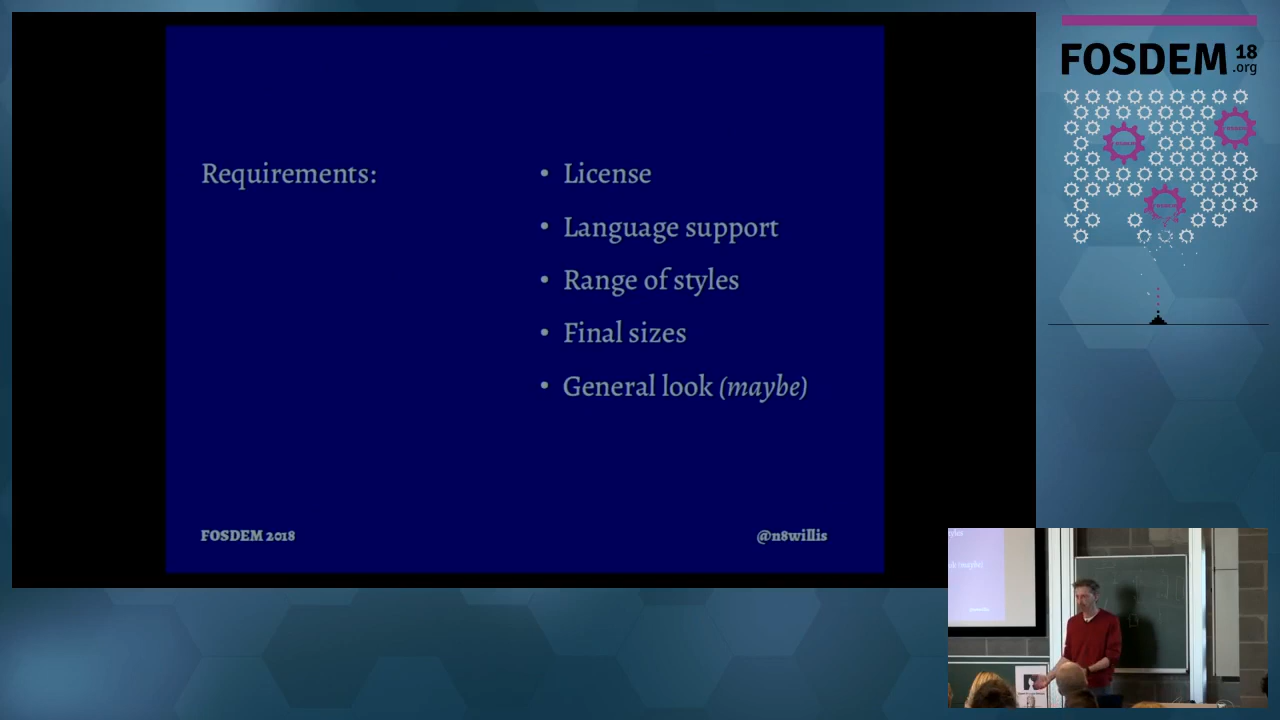 Requirements:
• License
• Language support
• Range of styles
• Final sizes
• General look (maybe)
FOSDEM 2018
@n8willis
FOSDEM 18
.org